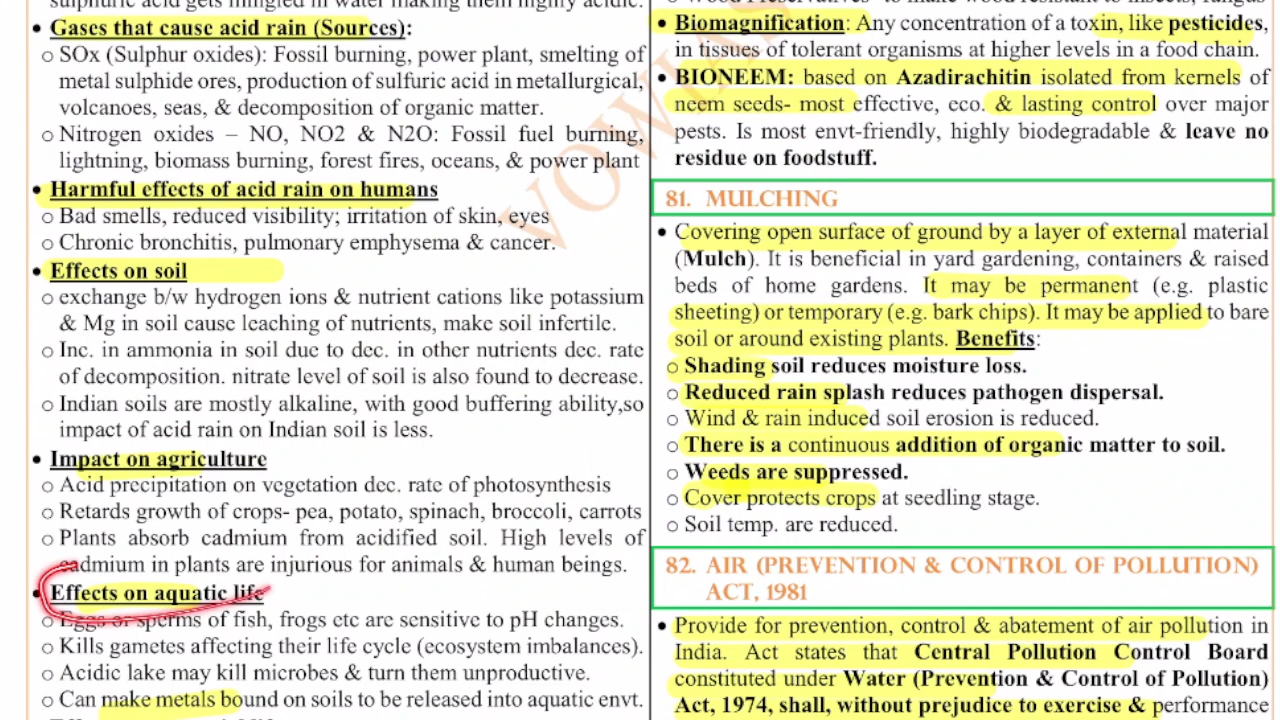 sulphuric acid gets mingled in water making them highly acidic.
• Gases that cause acid rain (Sources):
o SOx (Sulphur oxides): Fossil burning, power plant, smelting of
metal sulphide ores, production of sulfuric acid in metallurgical,
volcanoes, seas, & decomposition of organic matter.
o Nitrogen oxides – NO, NO2 & N2O: Fossil fuel burning,
lightning, biomass burning, forest fires, oceans, & power plant
• Harmful effects of acid rain on humans
o Bad smells, reduced visibility; irritation of skin, eyes
o Chronic bronchitis, pulmonary emphysema & cancer.
• Effects on soil
o exchange b/w hydrogen ions & nutrient cations like potassium
& Mg in soil cause leaching of nutrients, make soil infertile.
o Inc. in ammonia in soil due to dec. in other nutrients dec. rate
of decomposition. nitrate level of soil is also found to decrease.
o Indian soils are mostly alkaline, with good buffering ability,so
impact of acid rain on Indian soil is less.
• Impact on agriculture
o Acid precipitation on vegetation dec. rate of photosynthesis
o Retards growth of crops- pea, potato, spinach, broccoli, carrots
o Plants absorb cadmium from acidified soil. High levels of
cadmium in plants are injurious for animals & human beings.
• Effects on aquatic life
o Eggs or sperms of fish, frogs etc are sensitive to pH changes.
o Kills gametes affecting their life cycle (ecosystem imbalances).
o Acidic lake may kill microbes & turn them unproductive.
o Can make metals bound on soils to be released into aquatic envt.
o Wood Preservatives- to make wood resistant to insects, fungus
• Biomagnification: Any concentration of a toxin, like pesticides,
in tissues of tolerant organisms at higher levels in a food chain.
• BIONEEM: based on Azadirachitin isolated from kernels of
neem seeds- most effective, eco. & lasting control over major
pests. Is most envt-friendly, highly biodegradable & leave no
residue on foodstuff.
81. MULCHING
• Covering open surface of ground by a layer of external material
(Mulch). It is beneficial in yard gardening, containers & raised
beds of home gardens. It may be permanent (e.g. plastic
sheeting) or temporary (e.g. bark chips). It may be applied to bare
soil or around existing plants. Benefits:
o Shading soil reduces moisture loss.
o Reduced rain splash reduces pathogen dispersal.
o Wind & rain induced soil erosion is reduced.
o There is a continuous addition of organic matter to soil.
o Weeds are suppressed.
o Cover protects crops at seedling stage.
o Soil temp. are reduced.
82. AIR (PREVENTION & CONTROL OF POLLUTION)
ACT, 1981
• Provide for prevention, control & abatement of air pollution in
India. Act states that Central Pollution Control Board
constituted under Water (Prevention & Control of Pollution)
Act, 1974, shall, without prejudice to exercise & performance